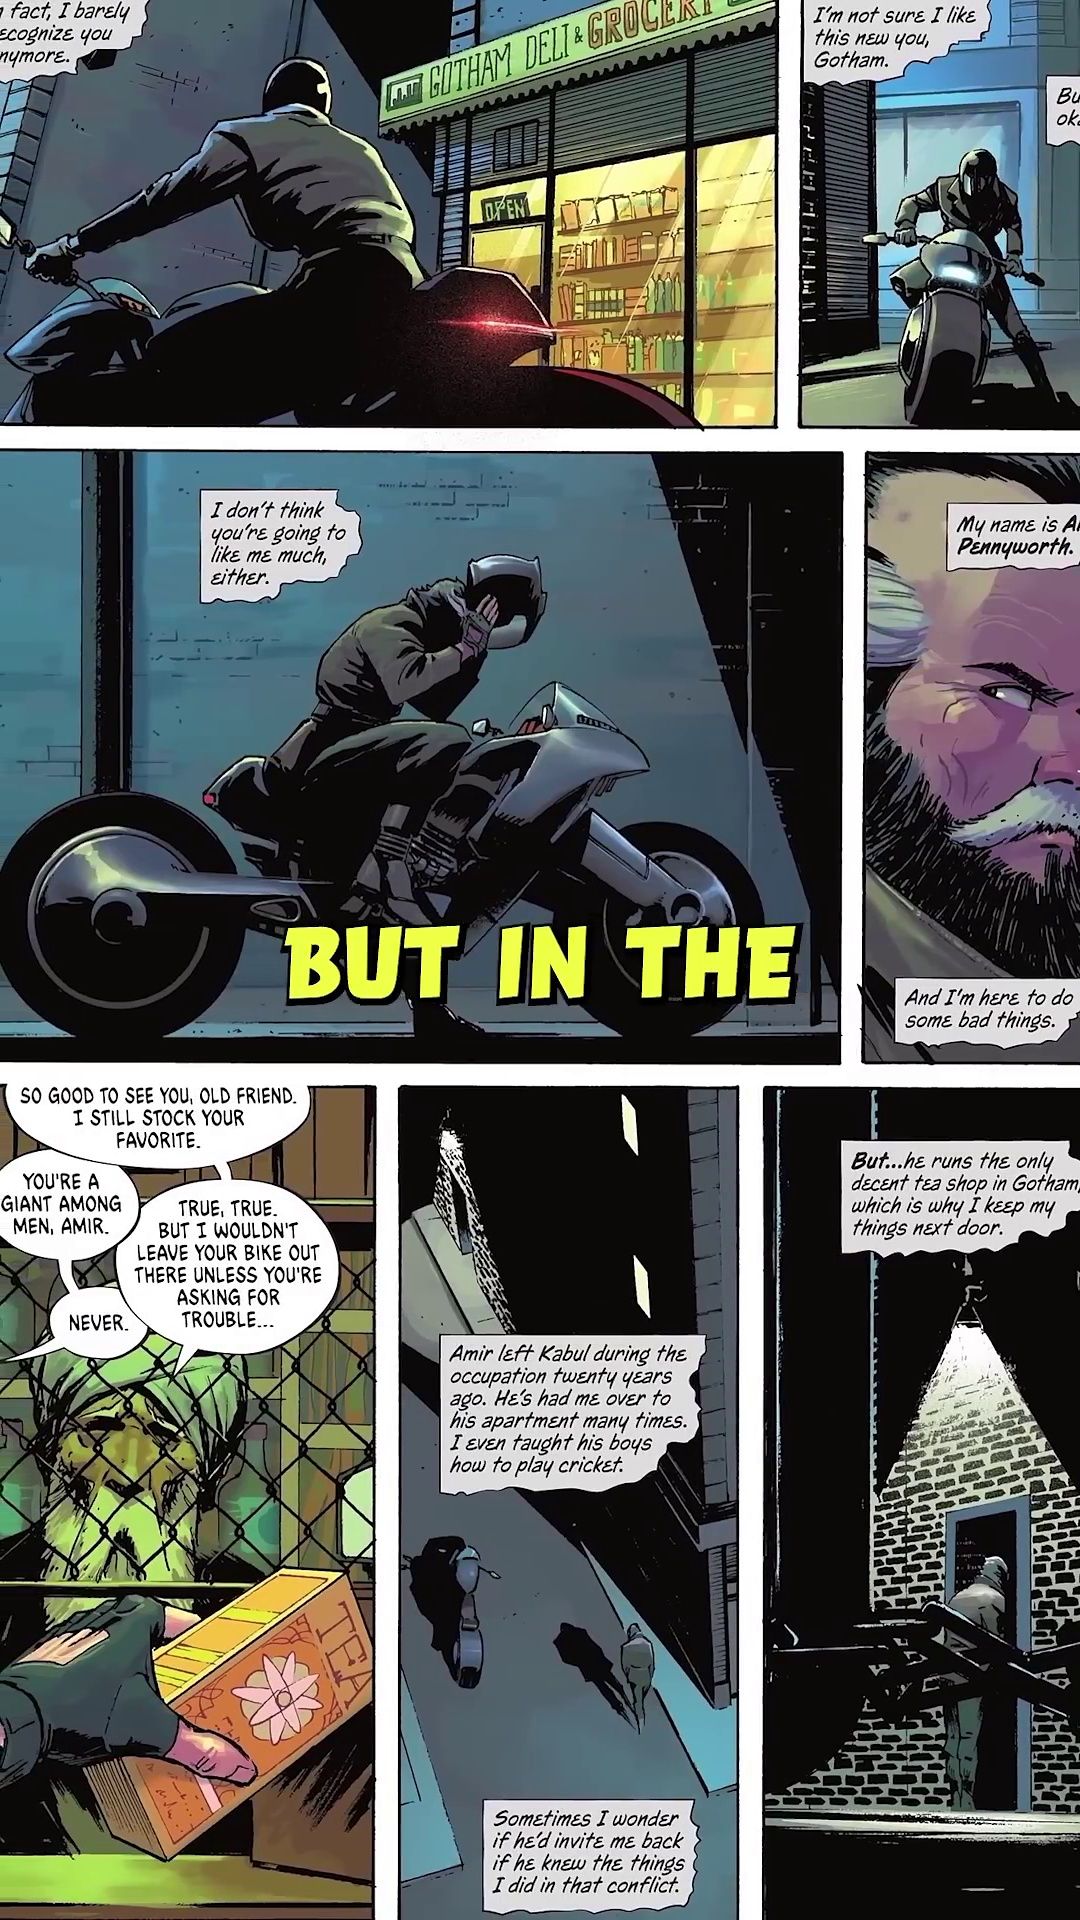 fact, I barely
recognize you
anymore.
GOTHAM DELI & GROCERY
OPEN
I'm not sure I like
this new you,
Gotham.
I don't think
you're going to
like me much,
either.
My name is
Pennyworth.
BUT IN THE
And I'm here to do
some bad things.
SO GOOD TO SEE YOU, OLD FRIEND.
I STILL STOCK YOUR
FAVORITE.
YOU'RE A
GIANT AMONG
MEN, AMIR.
TRUE, TRUE.
BUT I WOULDN'T
LEAVE YOUR BIKE OUT
THERE UNLESS YOU'RE
ASKING FOR
TROUBLE...
NEVER.
TEA
Amir left Kabul during the
occupation twenty years
ago. He's had me over to
his apartment many times.
I even taught his boys
how to play cricket.
Sometimes I wonder
if he'd invite me back
if he knew the things
I did in that conflict.
But...he runs the only
decent tea shop in Gotham,
which is why I keep my
things next door.